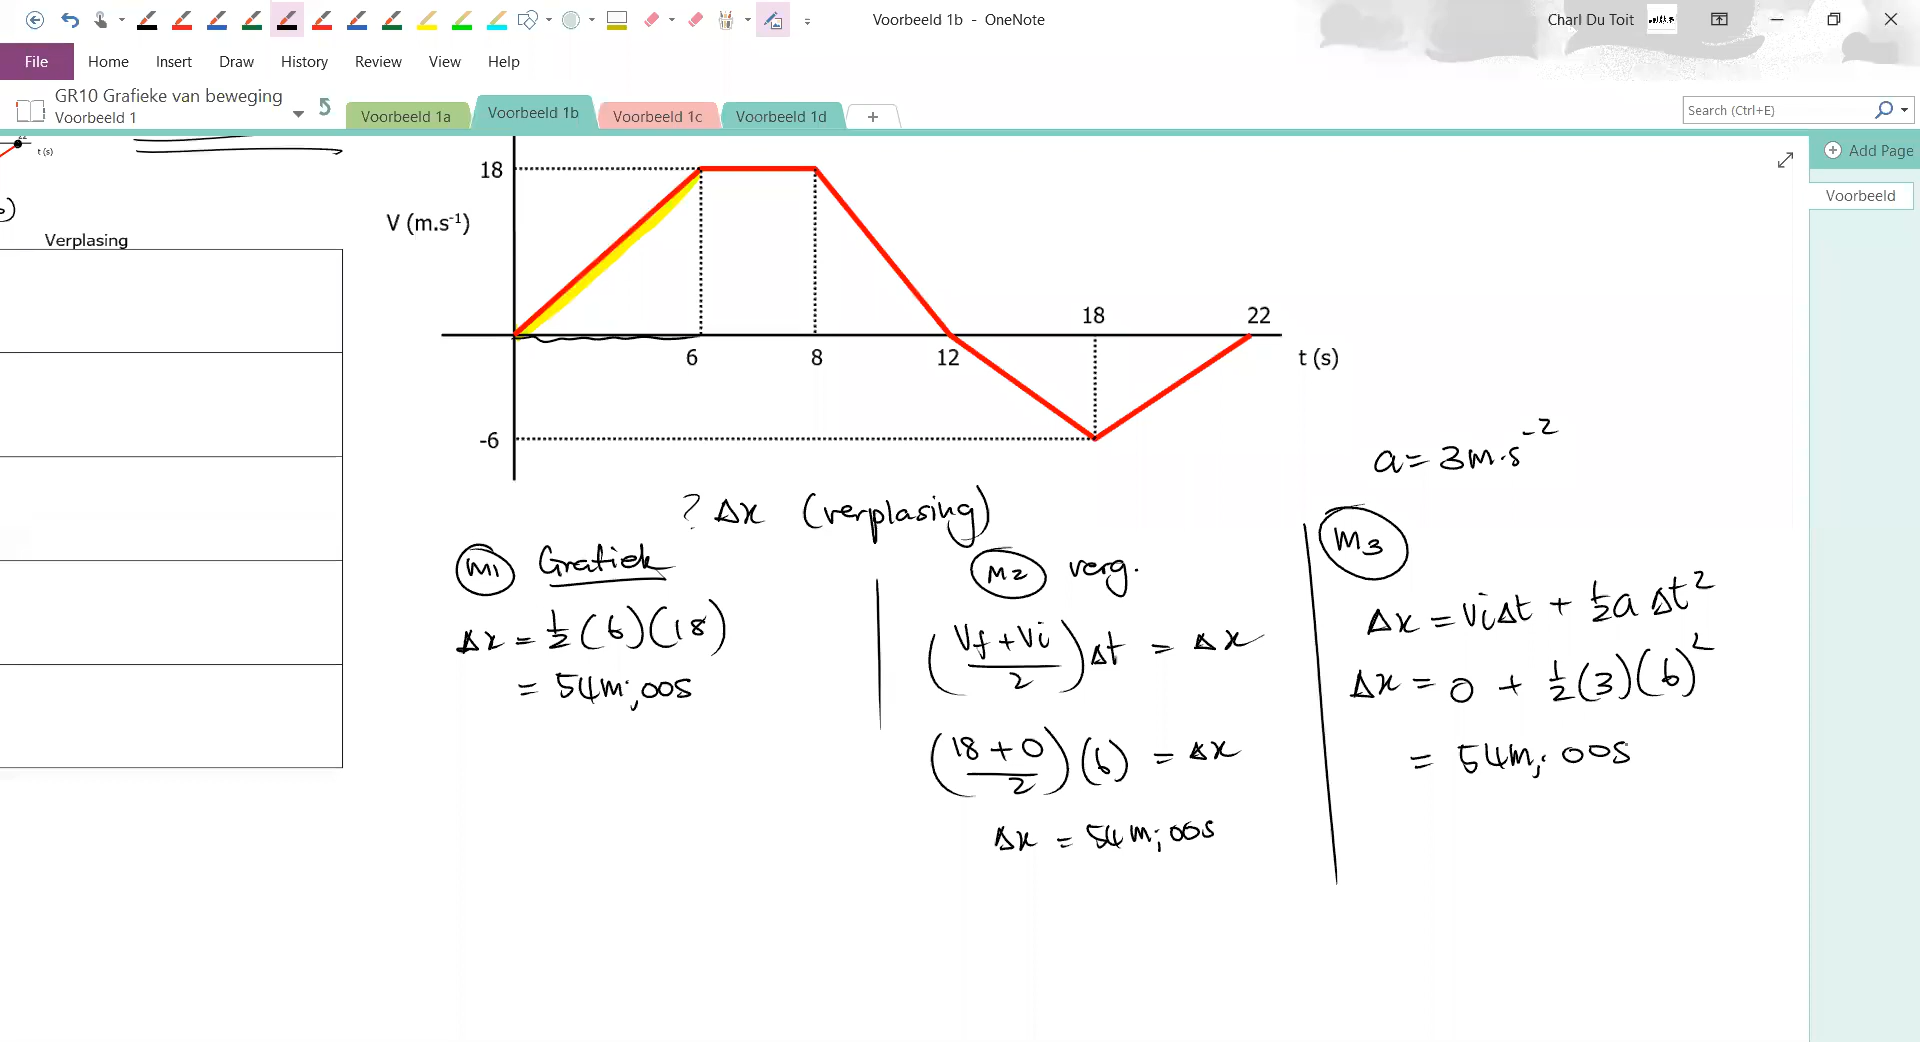 Voorbeeld 1b - OneNote
Charl Du Toit
File Home Insert Draw History Review View Help
GR10 Grafieke van beweging
Voorbeeld 1
Voorbeeld 1a
Voorbeeld 1b
Voorbeeld 1c
Voorbeeld 1d
+
Search (Ctrl+E)
Add Page
Voorbeeld
22
t (s)
Verplasing
18
V (m.s⁻¹)
18
22
6
8
12
t (s)
-6
a = 3m·s⁻²
? Δx (verplasing)
M1 Grafiek
Δx = ½(6)(18)
= 54m; oos
M2 verg.
(Vf + Vi / 2)Δt = Δx
(18 + 0 / 2)(6) = Δx
Δx = 54m; oos
M3
Δx = ViΔt + ½aΔt²
Δx = 0 + ½(3)(6)²
= 54m; oos